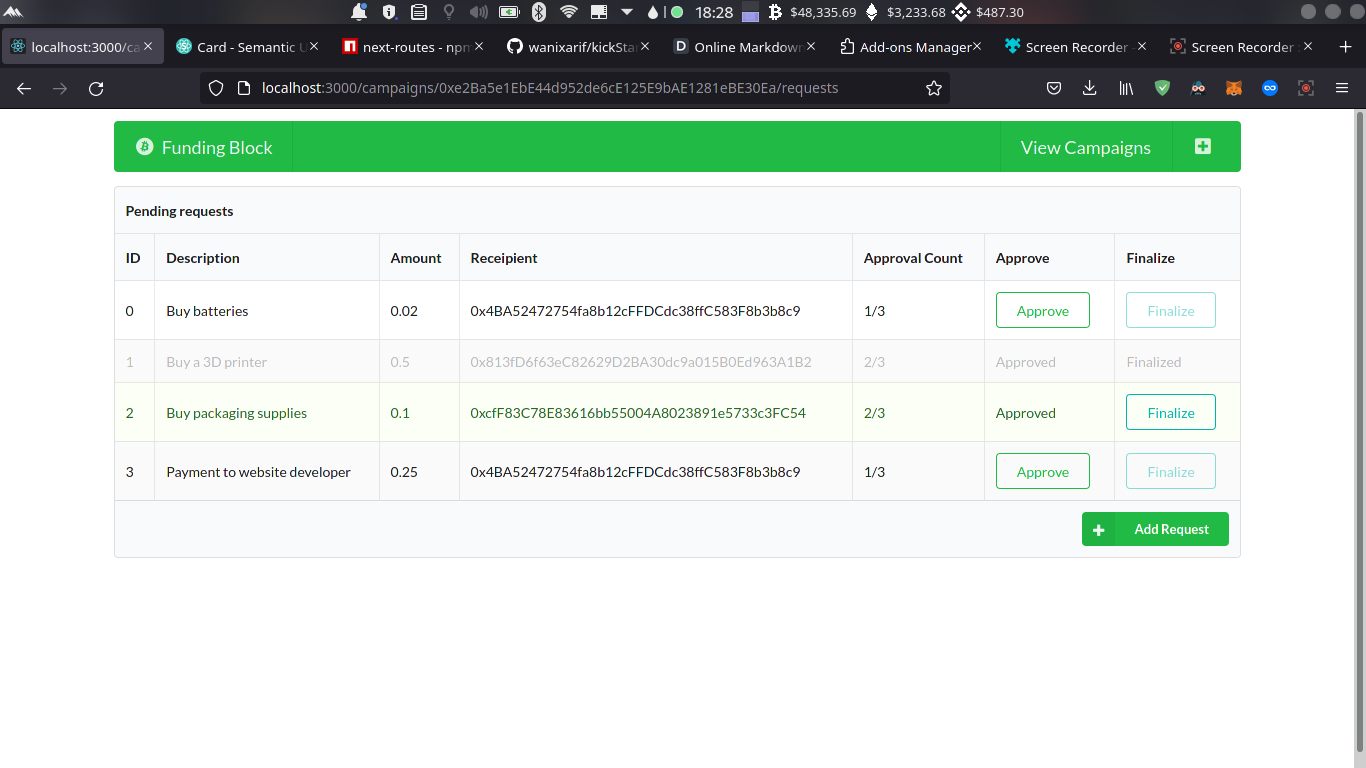 18:28 $48,335.69 $3,233.68 $487.30
localhost:3000/ca Card - Semantic U next-routes - npm wanixarif/kickStar Online Markdown Add-ons Manager Screen Recorder - Screen Recorder
localhost:3000/campaigns/0xe2Ba5e1EbE44d952de6cE125E9bAE1281eBE30Ea/requests
Funding Block View Campaigns
Pending requests
ID Description Amount Receipient Approval Count Approve Finalize
0 Buy batteries 0.02 0x4BA52472754fa8b12cFFDCdc38ffC583F8b3b8c9 1/3 Approve Finalize
1 Buy a 3D printer 0.5 0x813fD6f63eC82629D2BA30dc9a015B0Ed963A1B2 2/3 Approved Finalized
2 Buy packaging supplies 0.1 0xcfF83C78E83616bb55004A8023891e5733c3FC54 2/3 Approved Finalize
3 Payment to website developer 0.25 0x4BA52472754fa8b12cFFDCdc38ffC583F8b3b8c9 1/3 Approve Finalize
Add Request